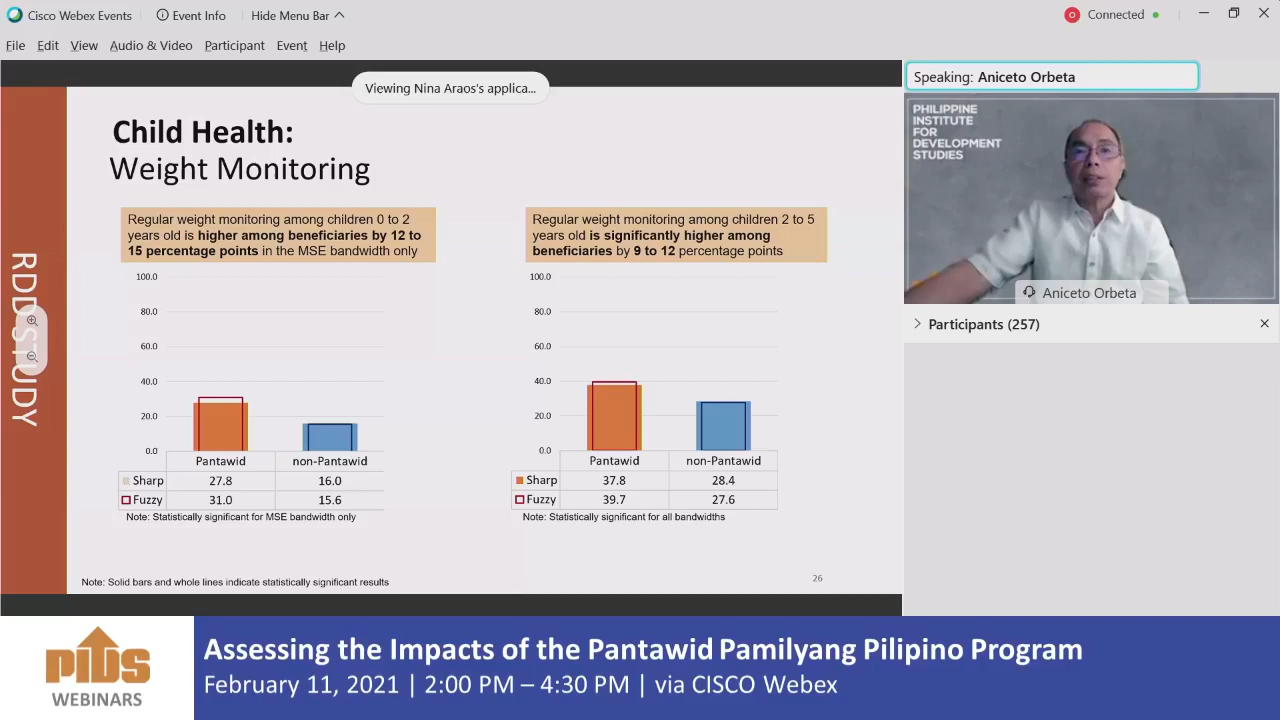 Cisco Webex Events
Event Info
Hide Menu Bar
Connected
File Edit View Audio & Video Participant Event Help
Viewing Nina Araos's applica...
Speaking: Aniceto Orbeta
PHILIPPINE
INSTITUTE
FOR
DEVELOPMENT
STUDIES
Aniceto Orbeta
Participants (257)
RDD STUDY
Child Health:
Weight Monitoring
Regular weight monitoring among children 0 to 2
years old is higher among beneficiaries by 12 to
15 percentage points in the MSE bandwidth only
100.0
80.0
60.0
40.0
20.0
0.0
Pantawid non-Pantawid
Sharp 27.8 16.0
Fuzzy 31.0 15.6
Note: Statistically significant for MSE bandwidth only
Regular weight monitoring among children 2 to 5
years old is significantly higher among
beneficiaries by 9 to 12 percentage points
100.0
80.0
60.0
40.0
20.0
0.0
Pantawid non-Pantawid
Sharp 37.8 28.4
Fuzzy 39.7 27.6
Note: Statistically significant for all bandwidths
Note: Solid bars and whole lines indicate statistically significant results
26
PIDS
WEBINARS
Assessing the Impacts of the Pantawid Pamilyang Pilipino Program
February 11, 2021 | 2:00 PM – 4:30 PM | via CISCO Webex